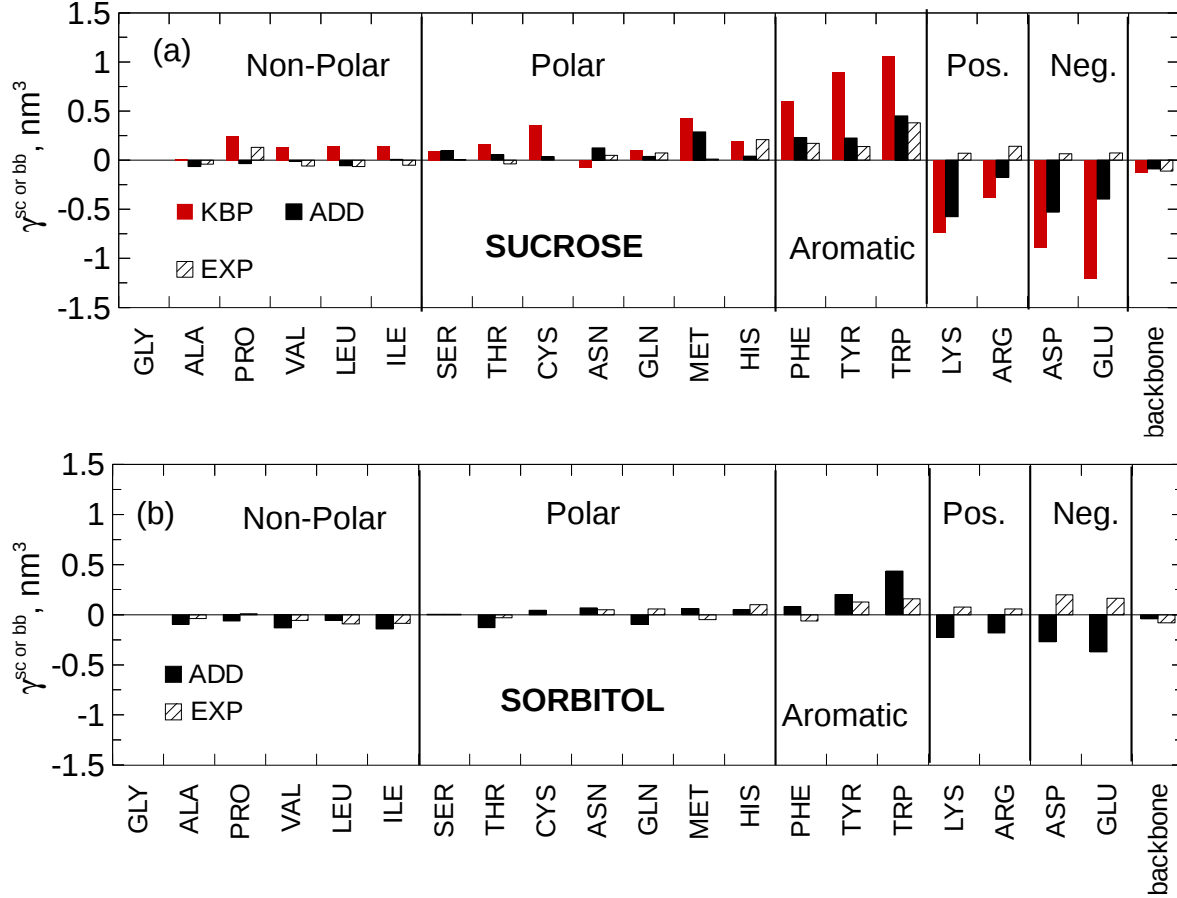 1.5
(a)
Non-Polar
Polar
Pos.
Neg.
1
0.5
0
-0.5
-1
-1.5
γsc or bb, nm3
KBP
ADD
EXP
SUCROSE
Aromatic
GLY
ALA
PRO
VAL
LEU
ILE
SER
THR
CYS
ASN
GLN
MET
HIS
PHE
TYR
TRP
LYS
ARG
ASP
GLU
backbone
1.5
(b)
Non-Polar
Polar
Pos.
Neg.
1
0.5
0
-0.5
-1
-1.5
γsc or bb, nm3
ADD
EXP
SORBITOL
Aromatic
GLY
ALA
PRO
VAL
LEU
ILE
SER
THR
CYS
ASN
GLN
MET
HIS
PHE
TYR
TRP
LYS
ARG
ASP
GLU
backbone